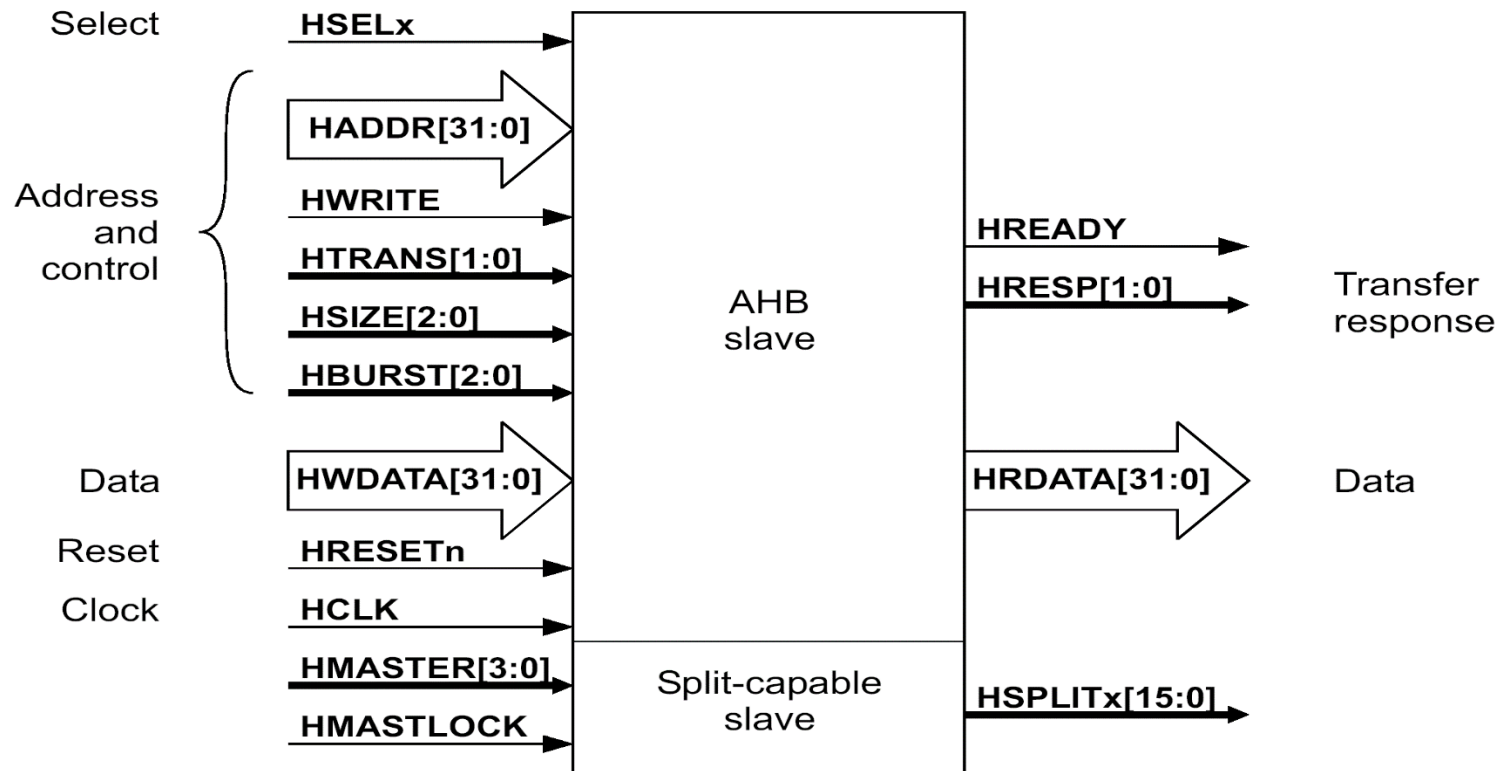 Select
HSELx
HADDR[31:0]
Address
and
control
HWRITE
HTRANS[1:0]
HSIZE[2:0]
HBURST[2:0]
Data
HWDATA[31:0]
Reset
HRESETn
Clock
HCLK
HMASTER[3:0]
HMASTLOCK
AHB
slave
Split-capable
slave
HREADY
HRESP[1:0]
Transfer
response
HRDATA[31:0]
Data
HSPLITx[15:0]